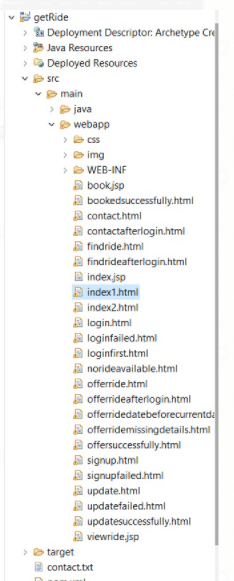 getRide
Deployment Descriptor: Archetype Cre
Java Resources
Deployed Resources
src
main
java
webapp
css
img
WEB-INF
book.jsp
bookedsuccessfully.html
contact.html
contactafterlogin.html
findride.html
findrideafterlogin.html
index.jsp
index1.html
index2.html
login.html
loginfailed.html
loginfirst.html
norideavailable.html
offerride.html
offerrideafterlogin.html
offerridedatebeforecurrentda
offerridemissingdetails.html
offersuccessfully.html
signup.html
signupfailed.html
update.html
updatefailed.html
updatesuccessfully.html
viewride.jsp
target
contact.txt